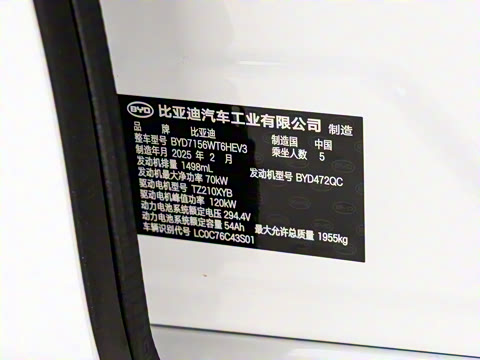 BYD 比亚迪汽车工业有限公司 制造
品 牌 比亚迪 制造国 中国
整车型号 BYD7156WT6HEV3 乘坐人数 5
制造年月 2025 年 2 月
发动机排量 1498mL 发动机型号 BYD472QC
发动机最大净功率 70kW
驱动电机型号 TZ210XYB
驱动电机峰值功率 120kW
动力电池系统额定电压 294.4V
动力电池系统额定容量 54Ah 最大允许总质量 1955kg
车辆识别代号 LC0C76C43S01